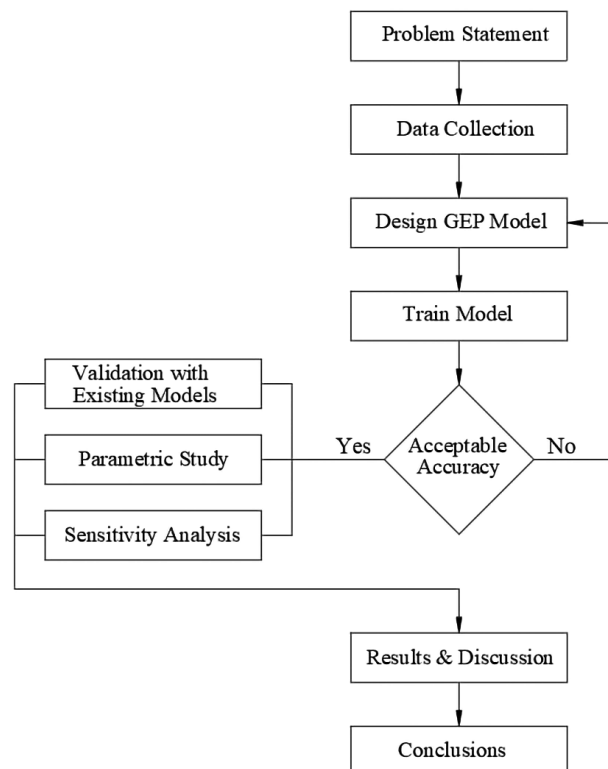 Problem Statement
Data Collection
Design GEP Model
Train Model
Validation with
Existing Models
Parametric Study
Sensitivity Analysis
Yes
Acceptable
Accuracy
No
Results & Discussion
Conclusions